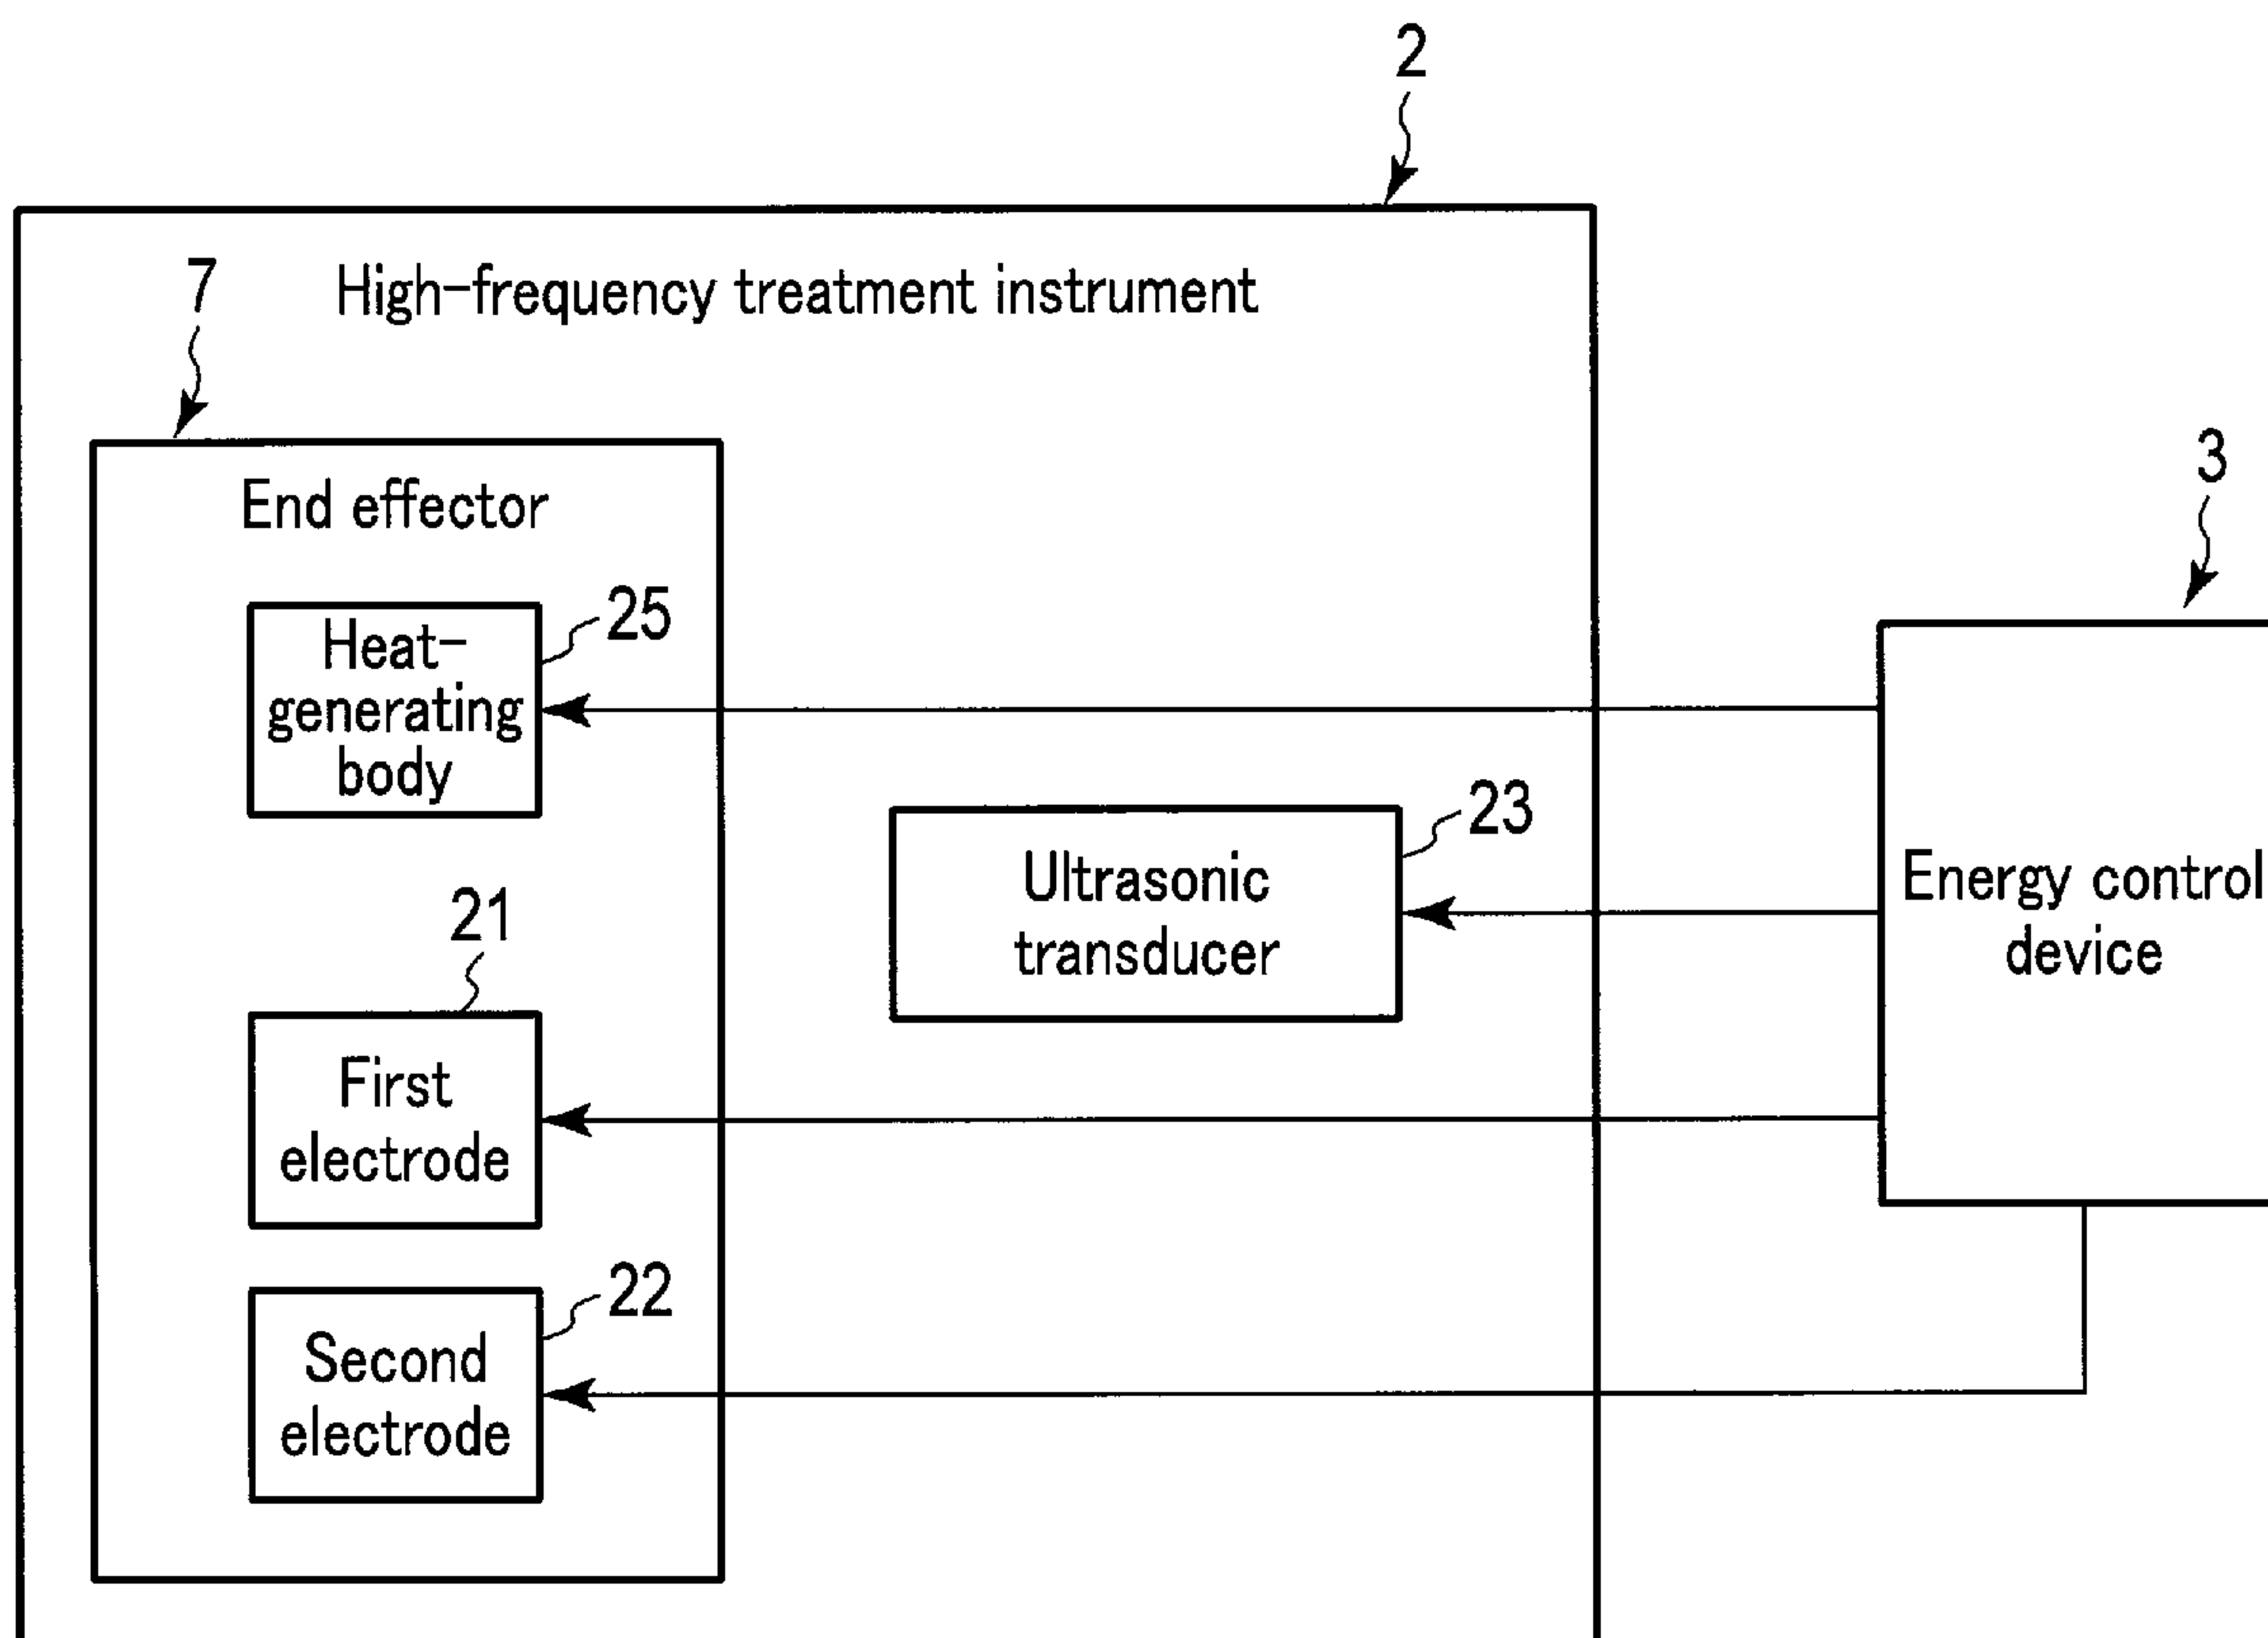 2
High-frequency treatment instrument
7
3
End effector
Heat-
generating
body
25
Ultrasonic
transducer
23
Energy control
device
21
First
electrode
22
Second
electrode